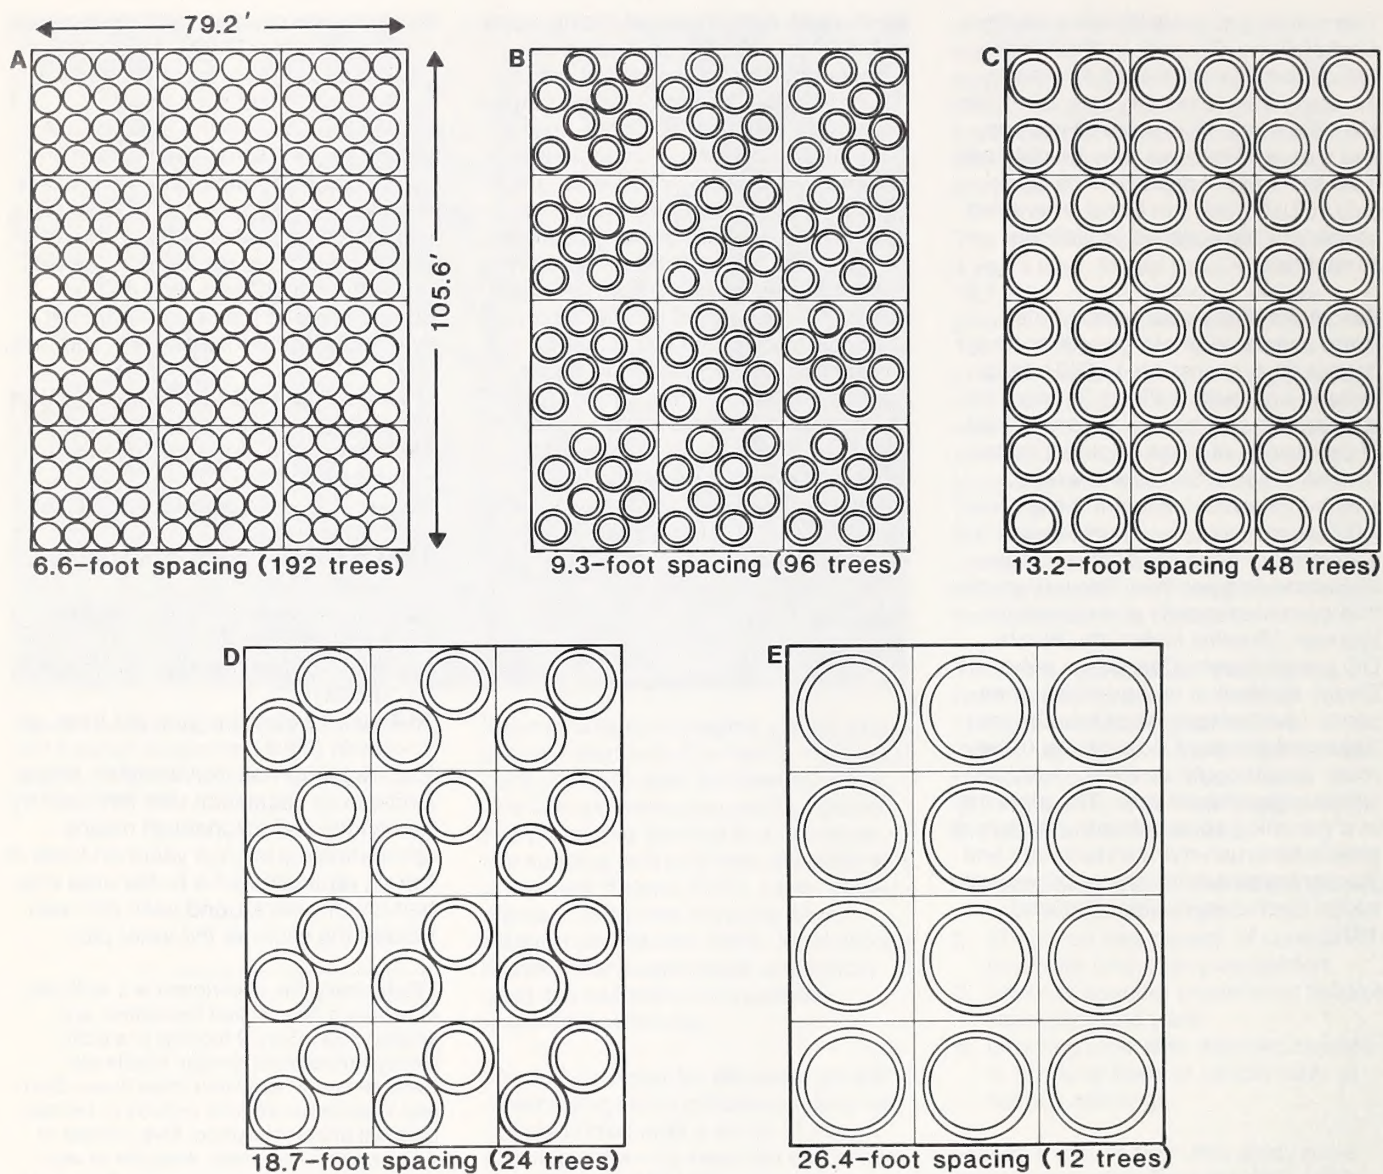 79.2'
A
B
C
105.6'
6.6-foot spacing (192 trees)
9.3-foot spacing (96 trees)
13.2-foot spacing (48 trees)
D
E
18.7-foot spacing (24 trees)
26.4-foot spacing (12 trees)